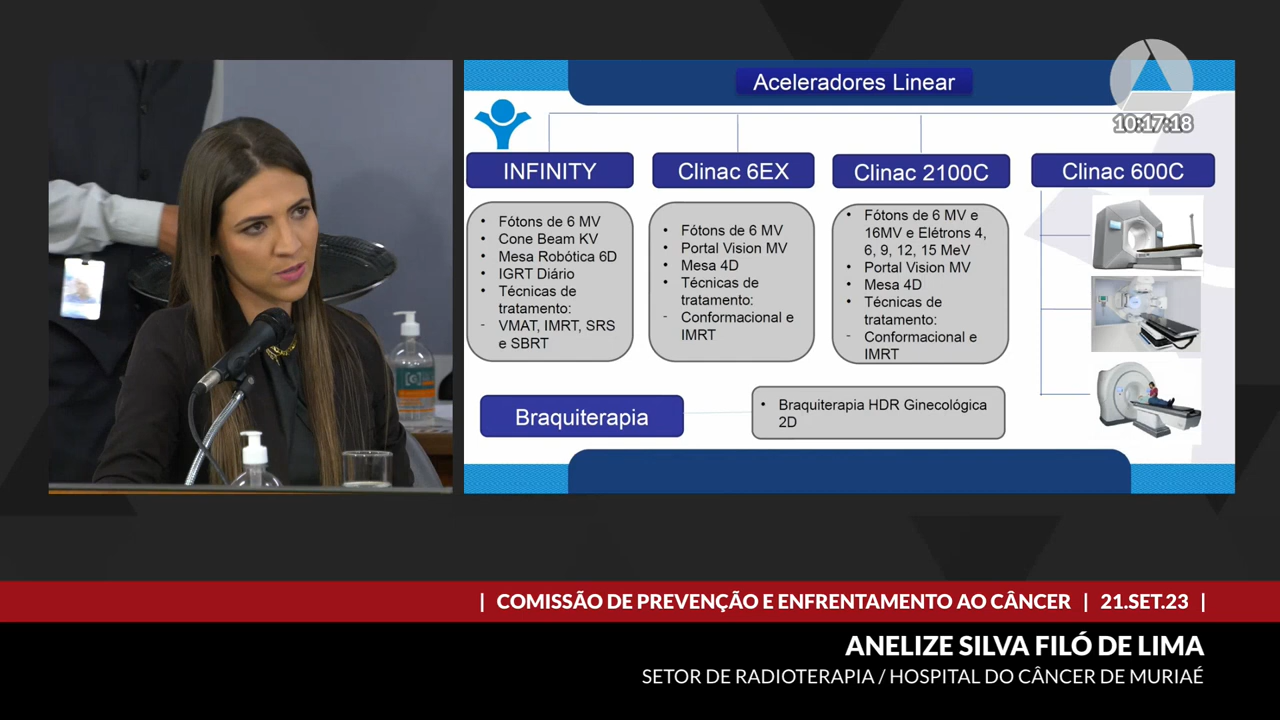 Aceleradores Linear
10:17:18
INFINITY
Clinac 6EX
Clinac 2100C
Clinac 600C
• Fótons de 6 MV
• Cone Beam KV
• Mesa Robótica 6D
• IGRT Diário
• Técnicas de
tratamento:
- VMAT, IMRT, SRS
e SBRT
• Fótons de 6 MV
• Portal Vision MV
• Mesa 4D
• Técnicas de
tratamento:
- Conformacional e
IMRT
• Fótons de 6 MV e
16MV e Elétrons 4,
6, 9, 12, 15 MeV
• Portal Vision MV
• Mesa 4D
• Técnicas de
tratamento:
- Conformacional e
IMRT
Braquiterapia
• Braquiterapia HDR Ginecológica
2D
| COMISSÃO DE PREVENÇÃO E ENFRENTAMENTO AO CÂNCER | 21.SET.23 |
ANELIZE SILVA FILÓ DE LIMA
SETOR DE RADIOTERAPIA / HOSPITAL DO CÂNCER DE MURIAÉ